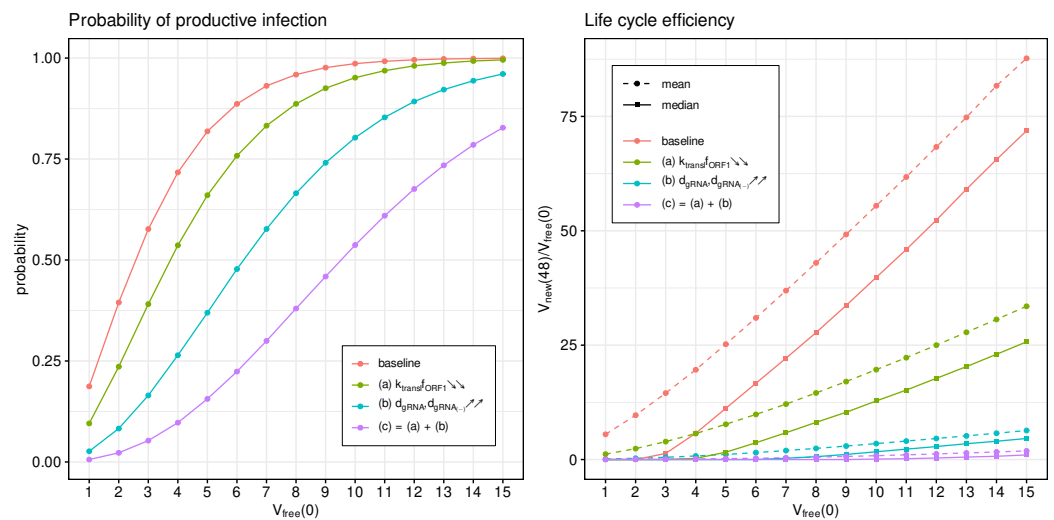 Probability of productive infection
probability
1.00
0.75
0.50
0.25
0.00
baseline
(a) k_transl f_ORF1 ↘↘
(b) d_gRNA, d_gRNA(−) ↗↗
(c) = (a) + (b)
1 2 3 4 5 6 7 8 9 10 11 12 13 14 15
V_free(0)
Life cycle efficiency
V_new(48)/V_free(0)
75
50
25
0
mean
median
baseline
(a) k_transl f_ORF1 ↘↘
(b) d_gRNA, d_gRNA(−) ↗↗
(c) = (a) + (b)
1 2 3 4 5 6 7 8 9 10 11 12 13 14 15
V_free(0)